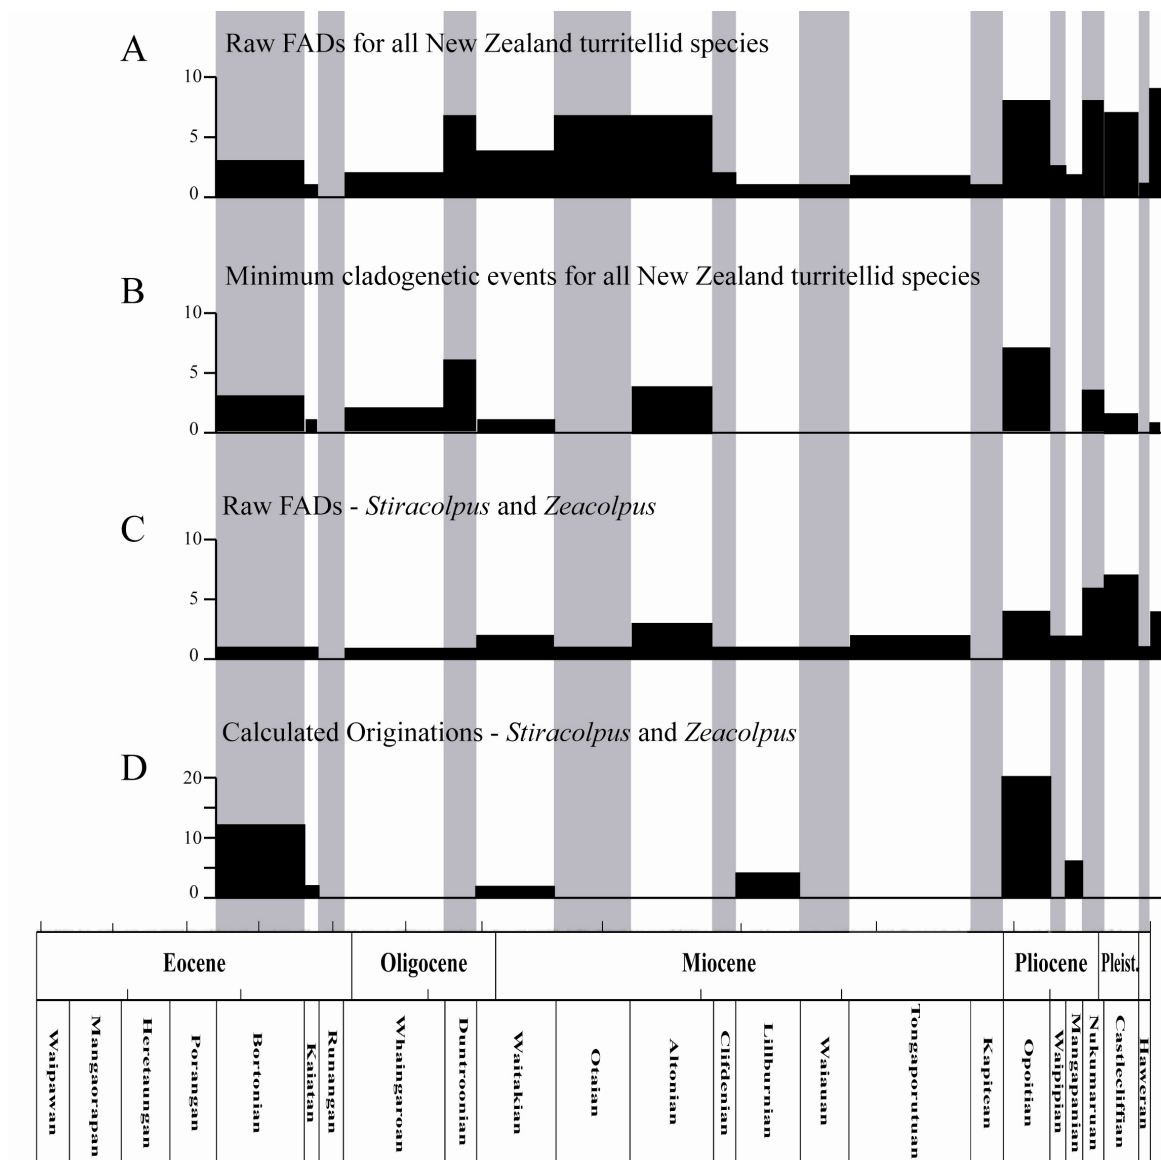 A
Raw FADs for all New Zealand turritellid species
10
5
0
B
Minimum cladogenetic events for all New Zealand turritellid species
10
5
0
C
Raw FADs - Stiracolpus and Zeacolpus
10
5
0
D
Calculated Originations - Stiracolpus and Zeacolpus
20
10
0
Eocene Oligocene Miocene Pliocene Pleist.
Waipawan
Mangaorapan
Heretaungan
Porangan
Bortonian
Kaiatan
Runangan
Whaingaroan
Duntroonian
Waitakian
Otaian
Altonian
Clifdenian
Lillburnian
Waiauan
Tongaporutuan
Kapitean
Opoitian
Waipipian
Mangapanian
Nukumaruan
Castlecliffian
Haweran